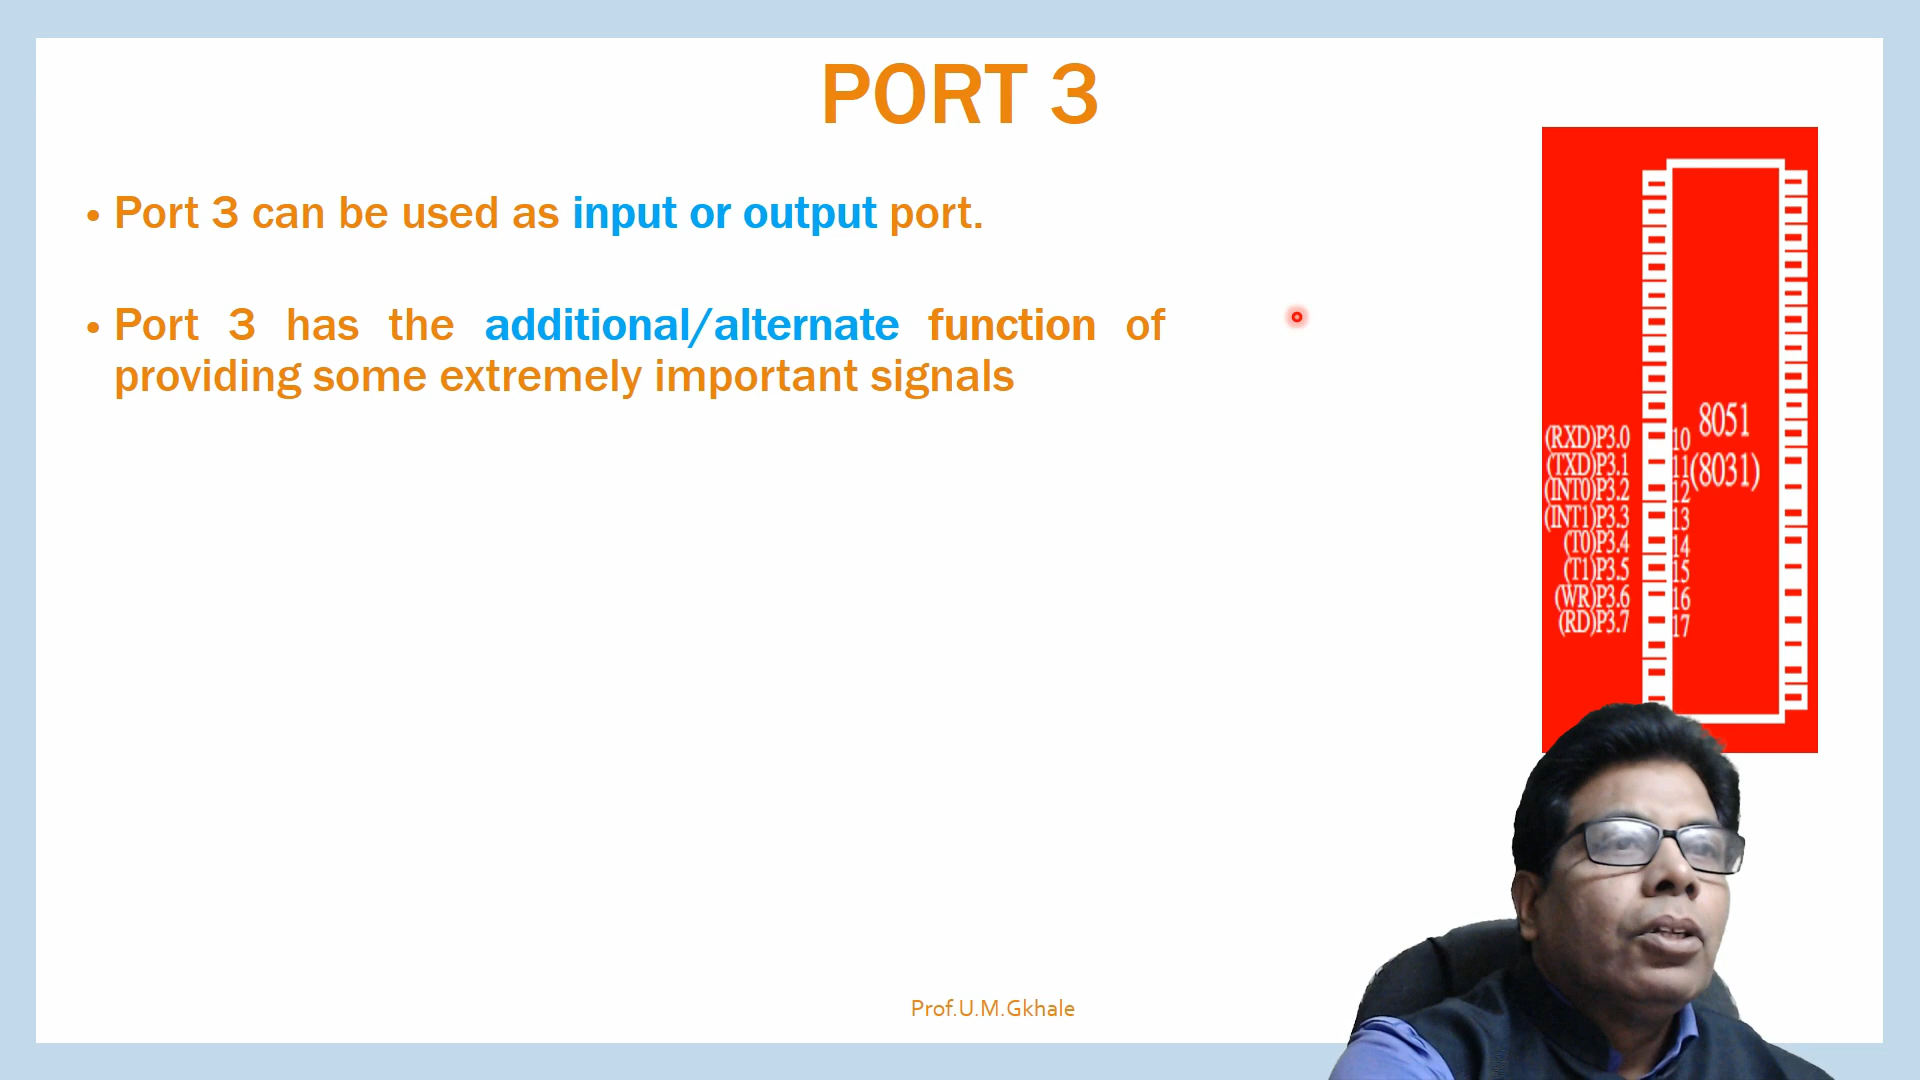 PORT 3
• Port 3 can be used as input or output port.
• Port 3 has the additional/alternate function of
providing some extremely important signals
8051
(8031)
(RXD)P3.0 10
(TXD)P3.1 11
(INT0)P3.2 12
(INT1)P3.3 13
(T0)P3.4 14
(T1)P3.5 15
(WR)P3.6 16
(RD)P3.7 17
Prof.U.M.Gkhale